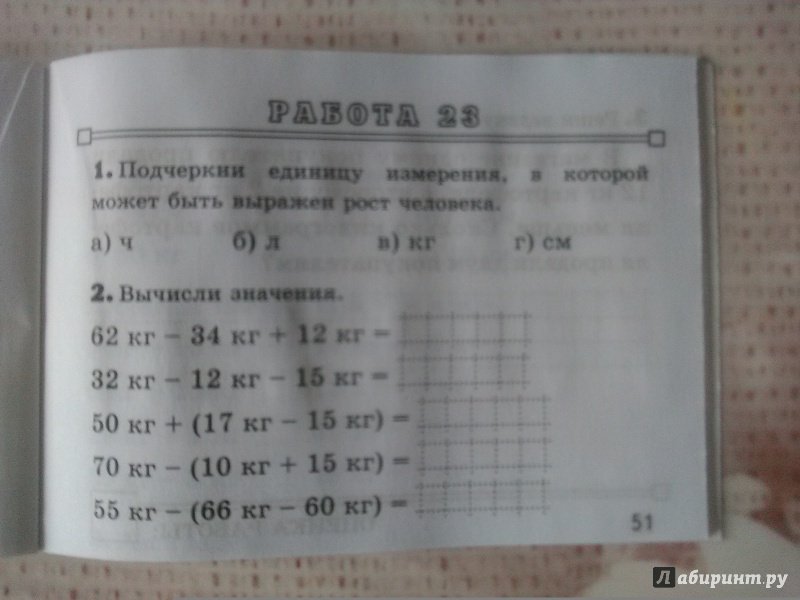 РАБОТА 23
1. Подчеркни единицу измерения, в которой
может быть выражен рост человека.
а) ч б) л в) кг г) см
2. Вычисли значения.
62 кг − 34 кг + 12 кг =
32 кг − 12 кг − 15 кг =
50 кг + (17 кг − 15 кг) =
70 кг − (10 кг + 15 кг) =
55 кг − (66 кг − 60 кг) =
51
Лабиринт.ру